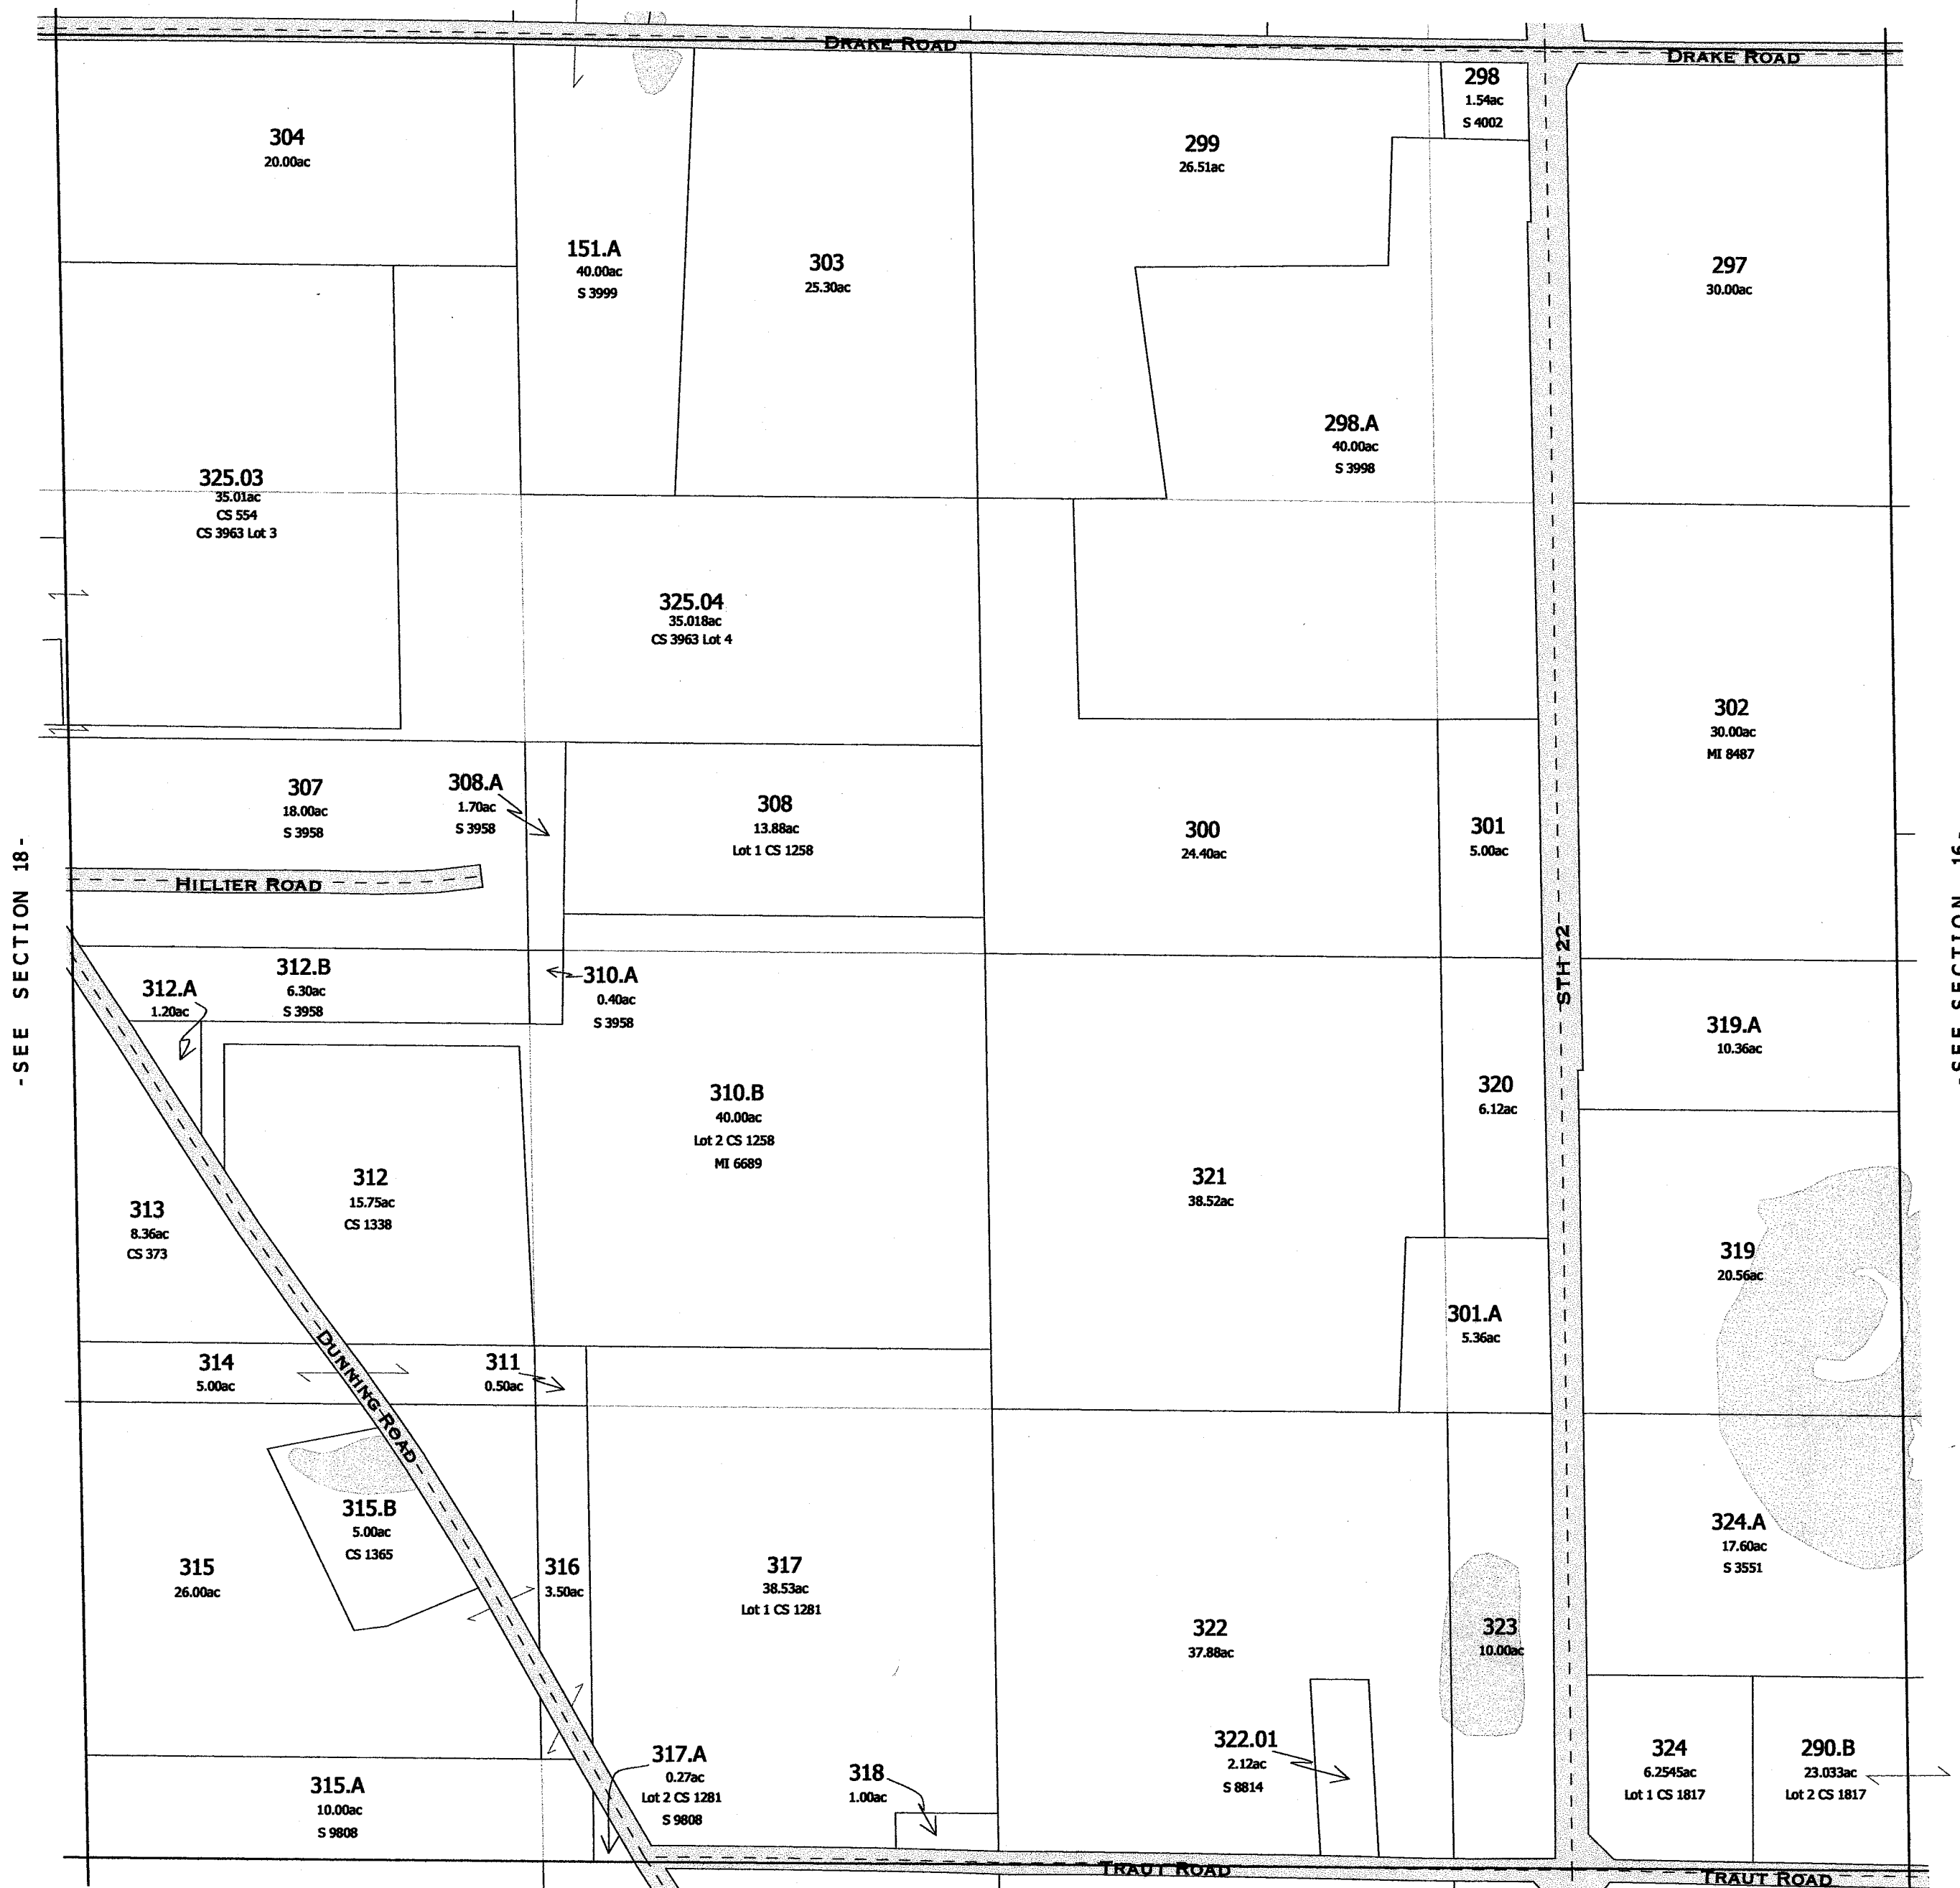 DRAKE ROAD
DRAKE ROAD
298
1.54ac
S 4002
304
20.00ac
299
26.51ac
151.A
40.00ac
S 3999
303
25.30ac
297
30.00ac
298.A
40.00ac
S 3998
325.03
35.01ac
CS 554
CS 3963 Lot 3
325.04
35.018ac
CS 3963 Lot 4
302
30.00ac
MI 8487
307
18.00ac
S 3958
308.A
1.70ac
S 3958
308
13.88ac
Lot 1 CS 1258
300
24.40ac
301
5.00ac
HILLIER ROAD
-SEE SECTION 18-
-SEE SECTION 16-
STH 22
312.B
6.30ac
S 3958
312.A
1.20ac
310.A
0.40ac
S 3958
319.A
10.36ac
310.B
40.00ac
Lot 2 CS 1258
MI 6689
320
6.12ac
312
15.75ac
CS 1338
321
38.52ac
313
8.36ac
CS 373
319
20.56ac
301.A
5.36ac
314
5.00ac
DUNNING ROAD
311
0.50ac
315.B
5.00ac
CS 1365
324.A
17.60ac
S 3551
315
26.00ac
316
3.50ac
317
38.53ac
Lot 1 CS 1281
322
37.88ac
323
10.00ac
322.01
2.12ac
S 8814
317.A
0.27ac
Lot 2 CS 1281
S 9808
318
1.00ac
324
6.2545ac
Lot 1 CS 1817
290.B
23.033ac
Lot 2 CS 1817
315.A
10.00ac
S 9808
TRAUT ROAD
TRAUT ROAD